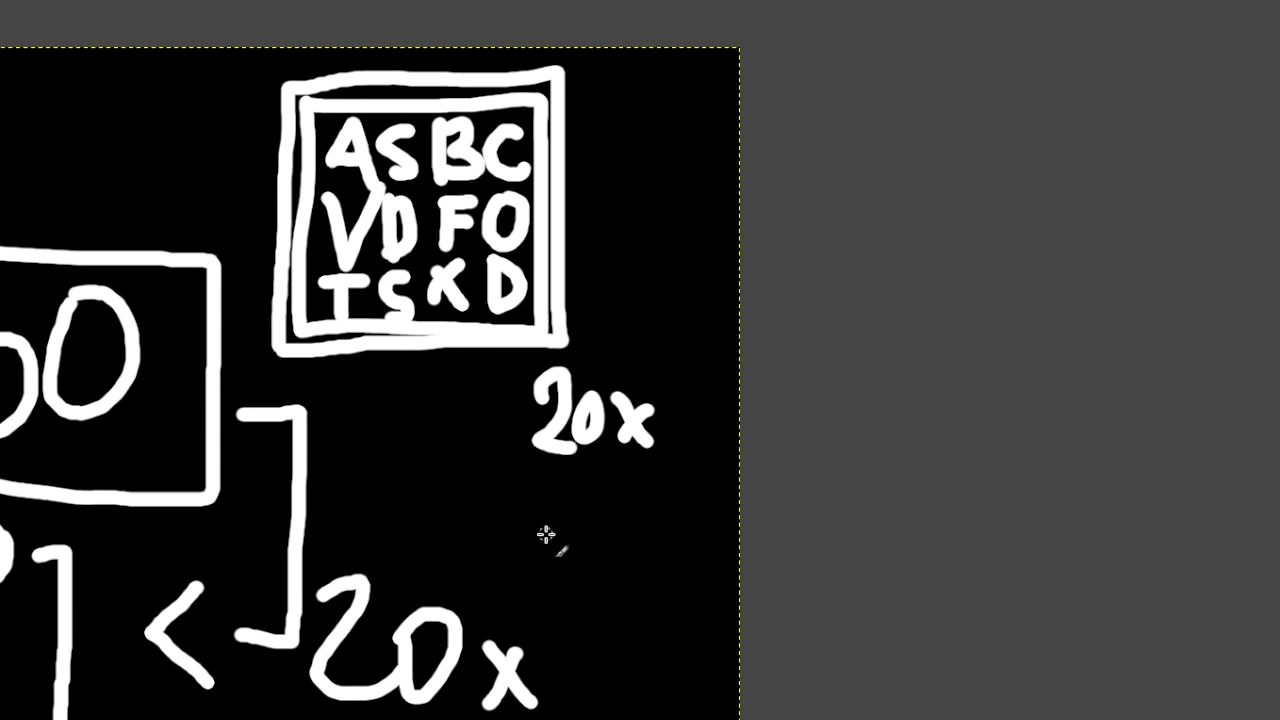 ASBC
VDFO
TSXD
20x
] < ] 20x